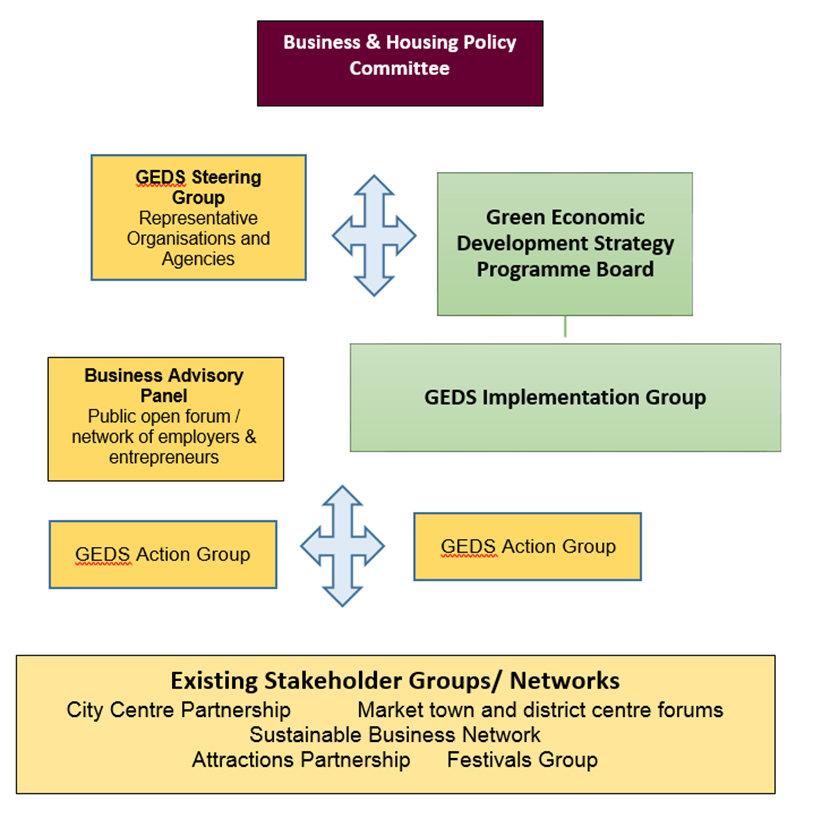 Business & Housing Policy
Committee
GEDS Steering
Group
Representative
Organisations and
Agencies
Green Economic
Development Strategy
Programme Board
GEDS Implementation Group
Business Advisory
Panel
Public open forum /
network of employers &
entrepreneurs
GEDS Action Group
GEDS Action Group
Existing Stakeholder Groups/ Networks
City Centre Partnership Market town and district centre forums
Sustainable Business Network
Attractions Partnership Festivals Group